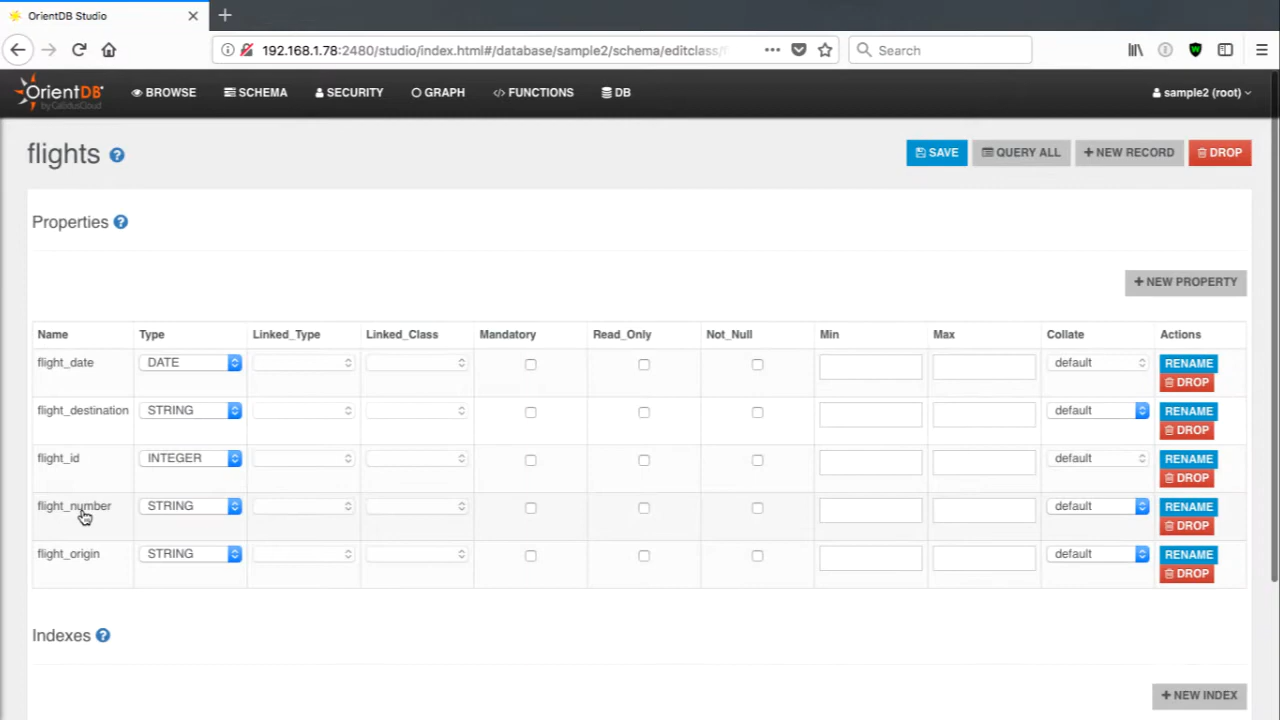 OrientDB Studio
192.168.1.78:2480/studio/index.html#/database/sample2/schema/editclass/
Search
OrientDB
BROWSE SCHEMA SECURITY GRAPH FUNCTIONS DB sample2 (root)
flights SAVE QUERY ALL NEW RECORD DROP
Properties
NEW PROPERTY
Name Type Linked_Type Linked_Class Mandatory Read_Only Not_Null Min Max Collate Actions
flight_date DATE default RENAME
DROP
flight_destination STRING default RENAME
DROP
flight_id INTEGER default RENAME
DROP
flight_number STRING default RENAME
DROP
flight_origin STRING default RENAME
DROP
Indexes
NEW INDEX